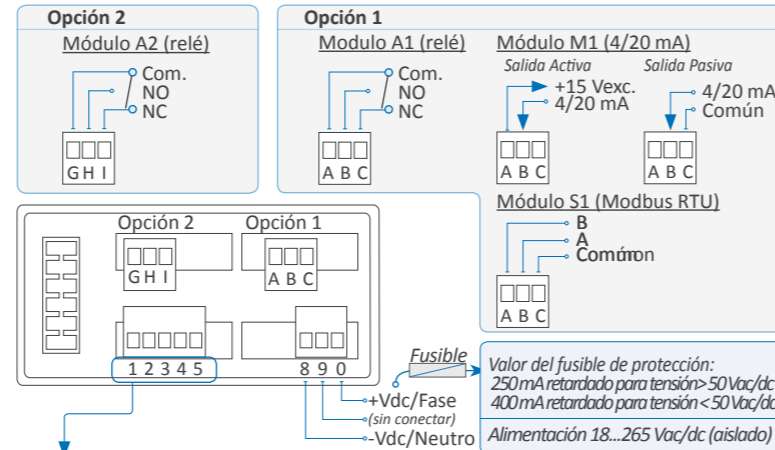 Opción 2
Módulo A2 (relé)
Com.
NO
NC
G H I
Opción 1
Modulo A1 (relé)
Com.
NO
NC
A B C
Módulo M1 (4/20 mA)
Salida Activa
+15 Vexc.
4/20 mA
A B C
Salida Pasiva
4/20 mA
Común
A B C
Módulo S1 (Modbus RTU)
B
A
A B C
Opción 2
G H I
Opción 1
A B C
1 2 3 4 5
8 9 0
+Vdc/Fase
(sin conectar)
-Vdc/Neutro
Fusible
Valor del fusible de protección:
250 mA retardado para tensión > 50 Vac/dc
400 mA retardado para tensión < 50 Vac/dc
Alimentación 18...265 Vac/dc (aislado)